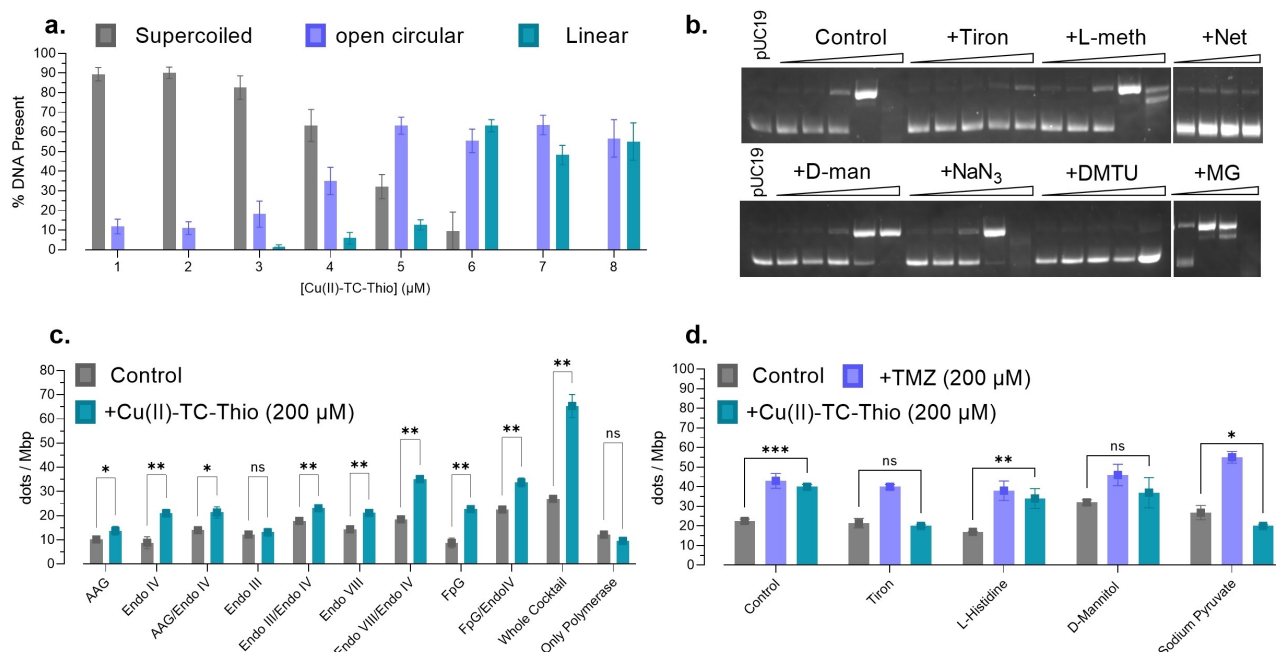 a.
Supercoiled open circular Linear
% DNA Present
100
90
80
70
60
50
40
30
20
10
0
1 2 3 4 5 6 7 8
[Cu(II)-TC-Thio] (µM)
b.
pUC19 Control +Tiron +L-meth +Net
pUC19 +D-man +NaN3 +DMTU +MG
c.
Control
+Cu(II)-TC-Thio (200 µM)
dots / Mbp
80
70
60
50
40
30
20
10
0
* ** * ns ** ** ** ** ** ** ns
AAG
Endo IV
AAG/Endo IV
Endo III
Endo III/Endo IV
Endo VIII
Endo VIII/Endo IV
FpG
FpG/EndoIV
Whole Cocktail
Only Polymerase
d.
Control +TMZ (200 µM)
+Cu(II)-TC-Thio (200 µM)
dots / Mbp
100
90
80
70
60
50
40
30
20
10
0
*** ns ** ns *
Control
Tiron
L-Histidine
D-Mannitol
Sodium Pyruvate